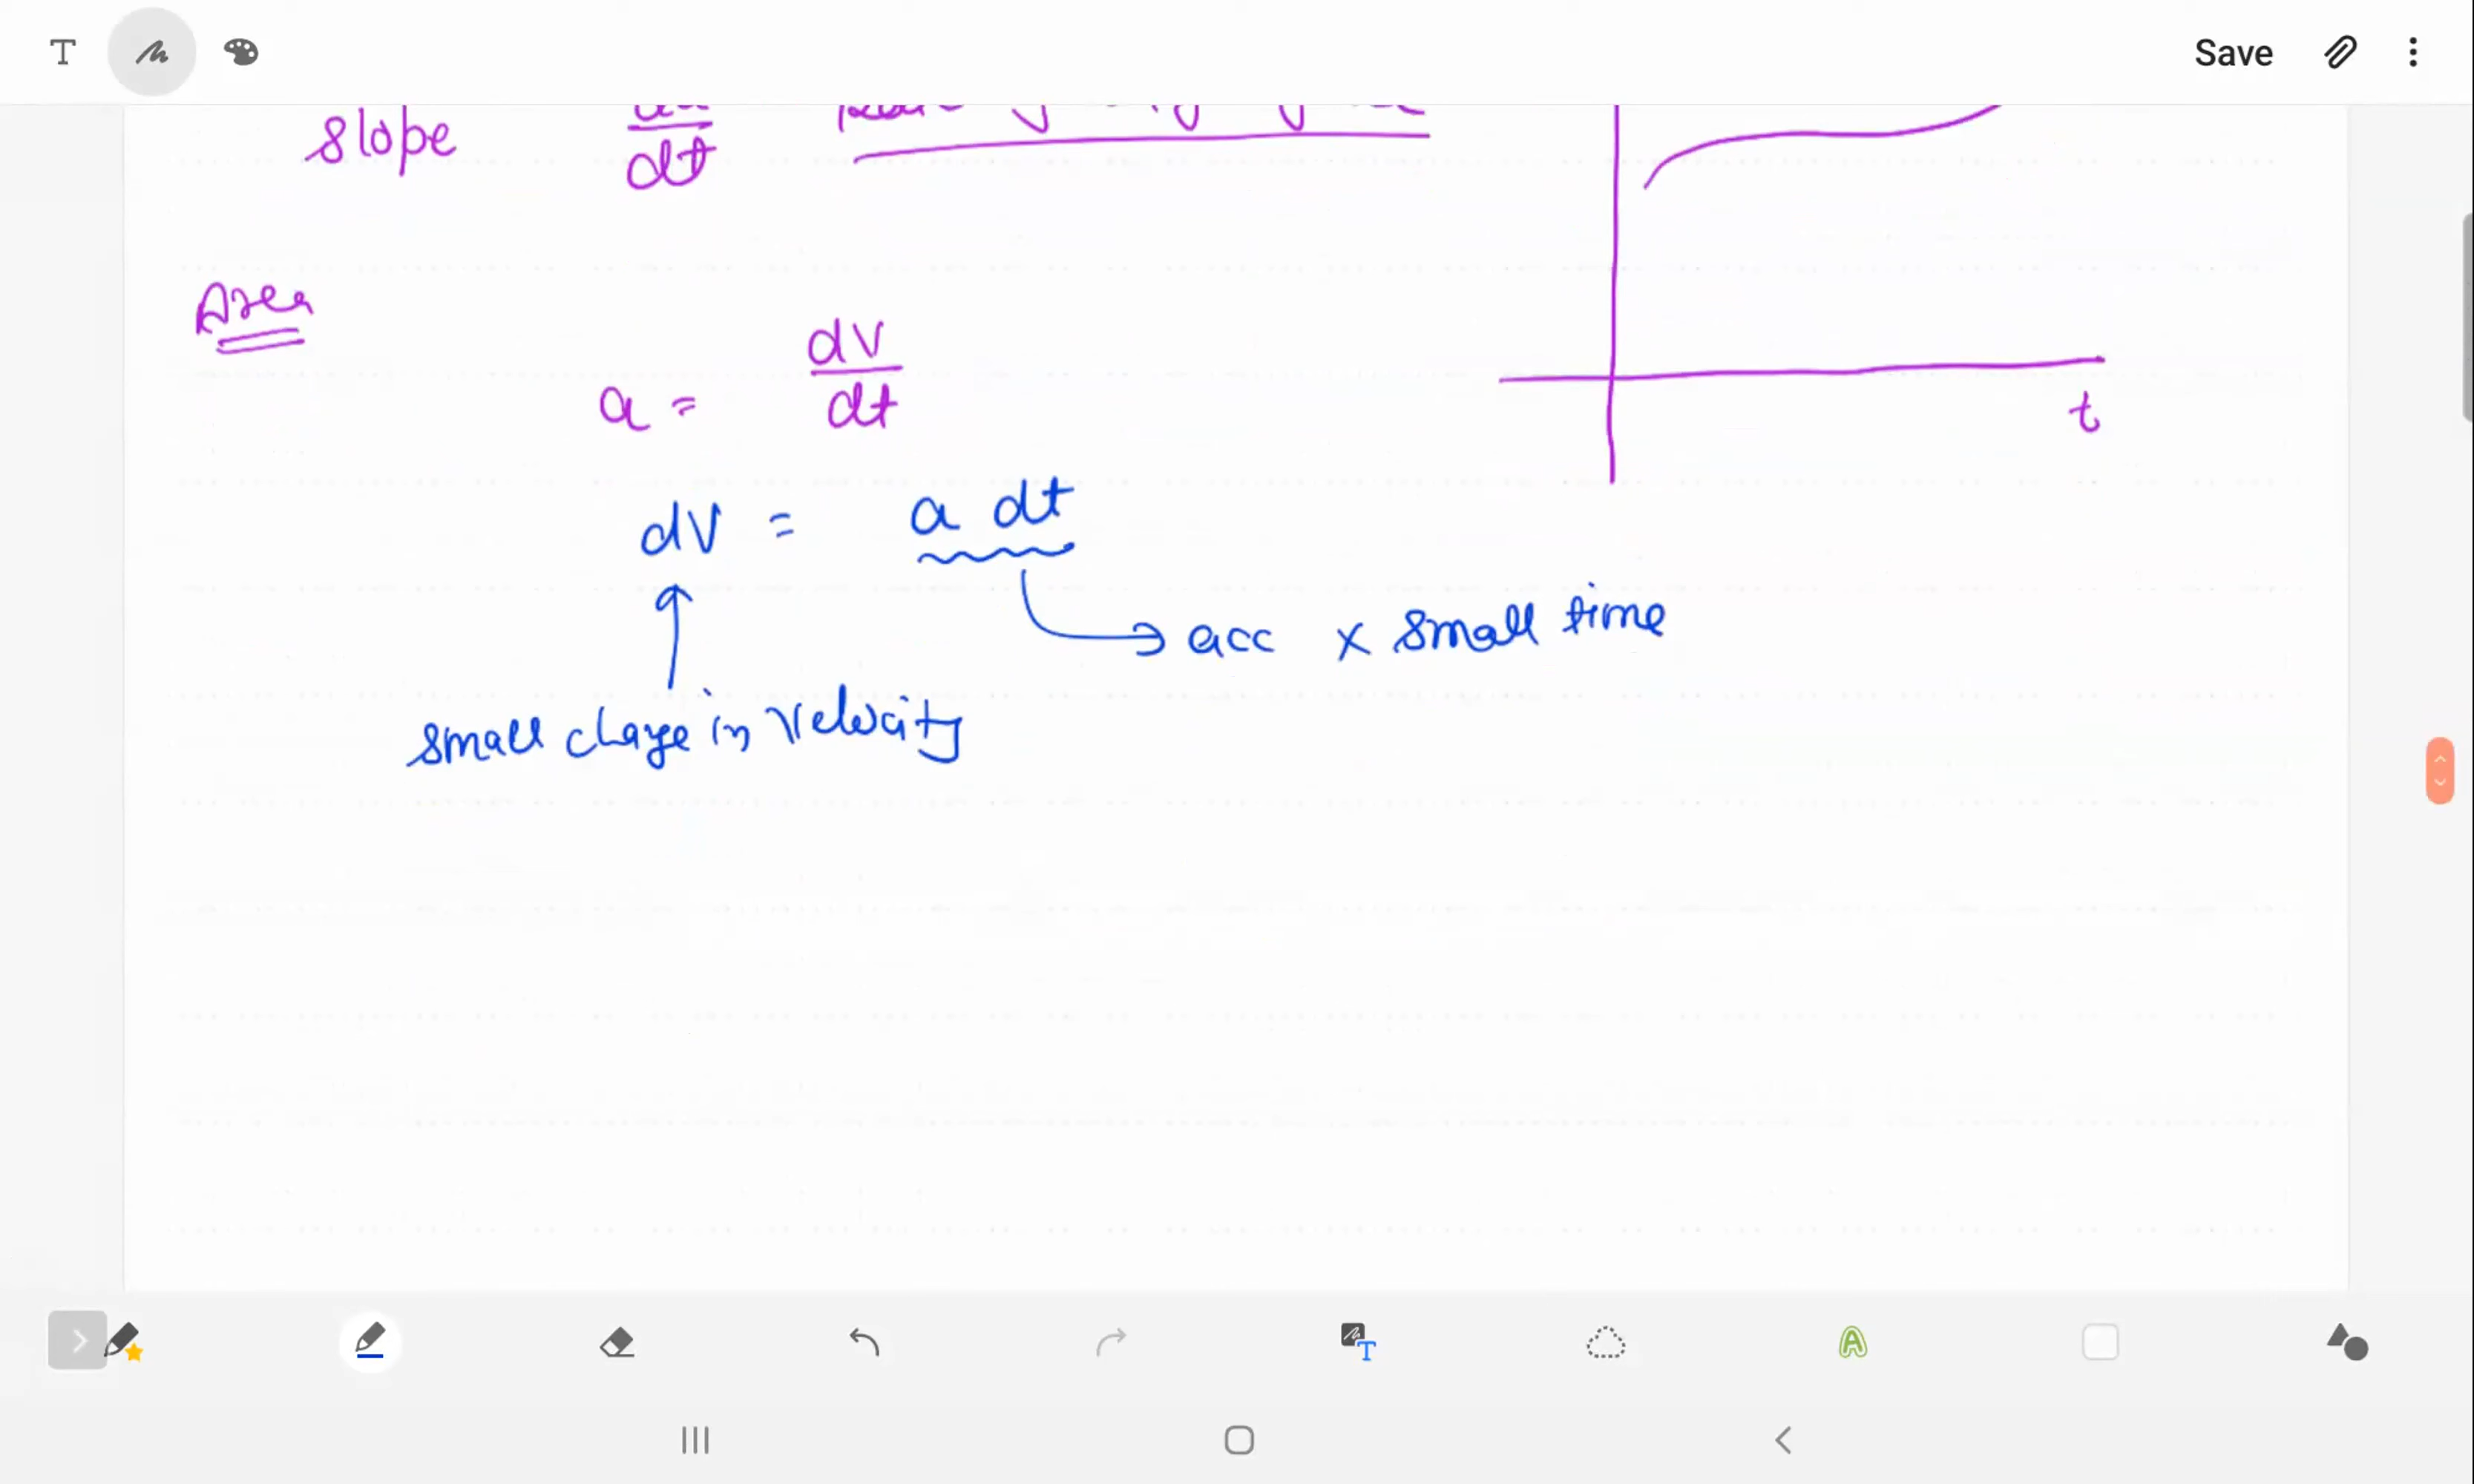 Save
slope
dt
Area
dV
a = dt
t
dV = a dt
acc x small time
small change in velocity